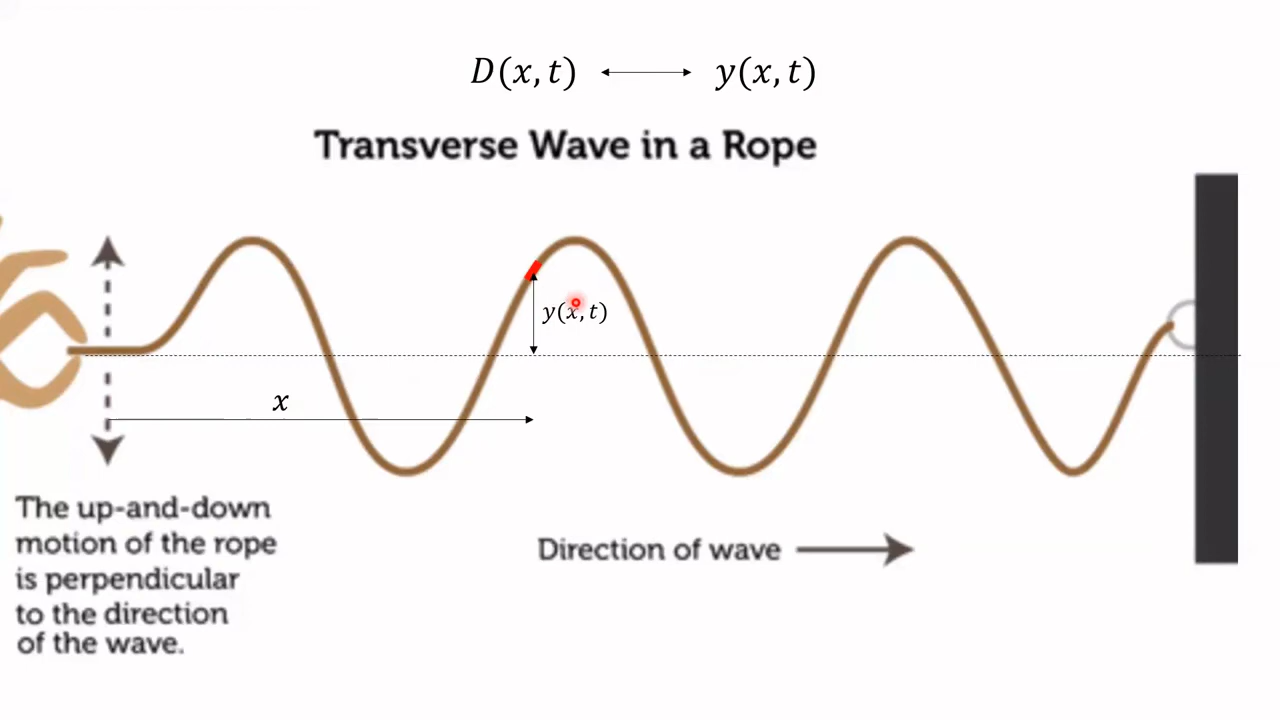 D(x, t) ⟷ y(x, t)
Transverse Wave in a Rope
y(x, t)
x
The up-and-down
motion of the rope
is perpendicular
to the direction
of the wave.
Direction of wave